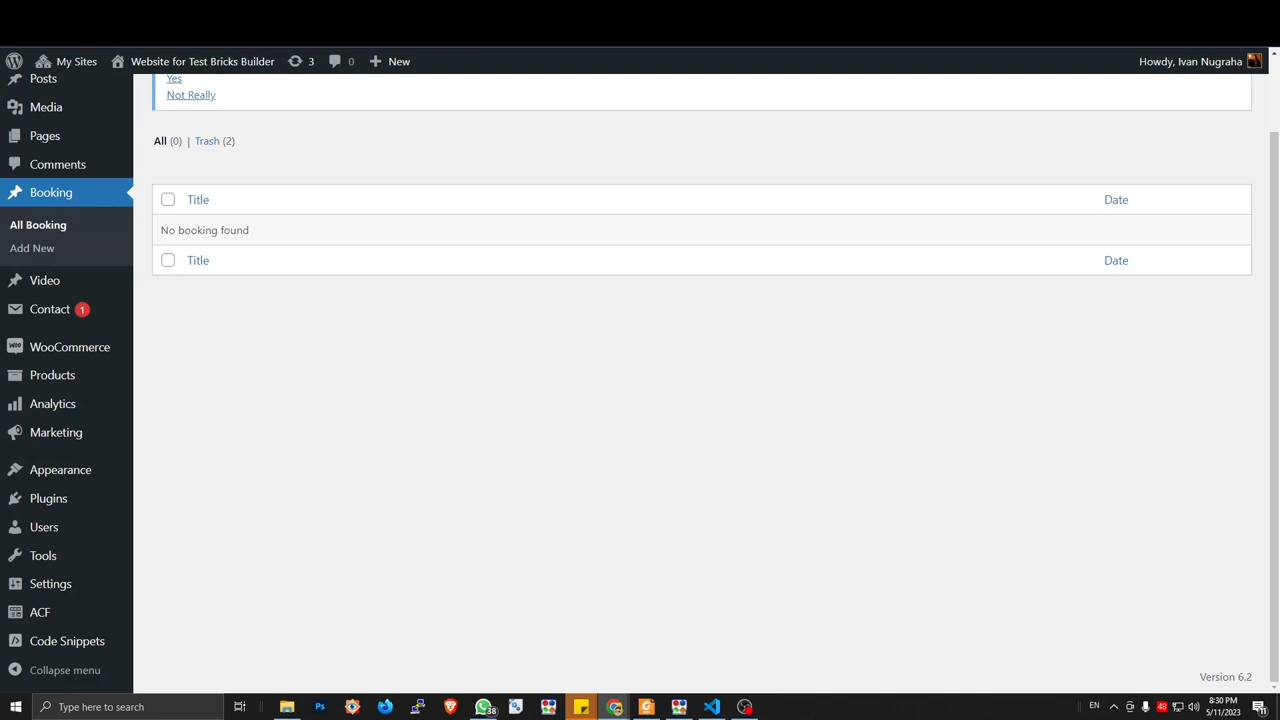 My Sites
Website for Test Bricks Builder
3
0
New
Howdy, Ivan Nugraha
Posts
Media
Pages
Comments
Booking
All Booking
Add New
Video
Contact 1
WooCommerce
Products
Analytics
Marketing
Appearance
Plugins
Users
Tools
Settings
ACF
Code Snippets
Collapse menu
Yes
Not Really
All (0) | Trash (2)
Title Date
No booking found
Title Date
Version 6.2
Type here to search
38
EN
48
8:30 PM
5/11/2023
11